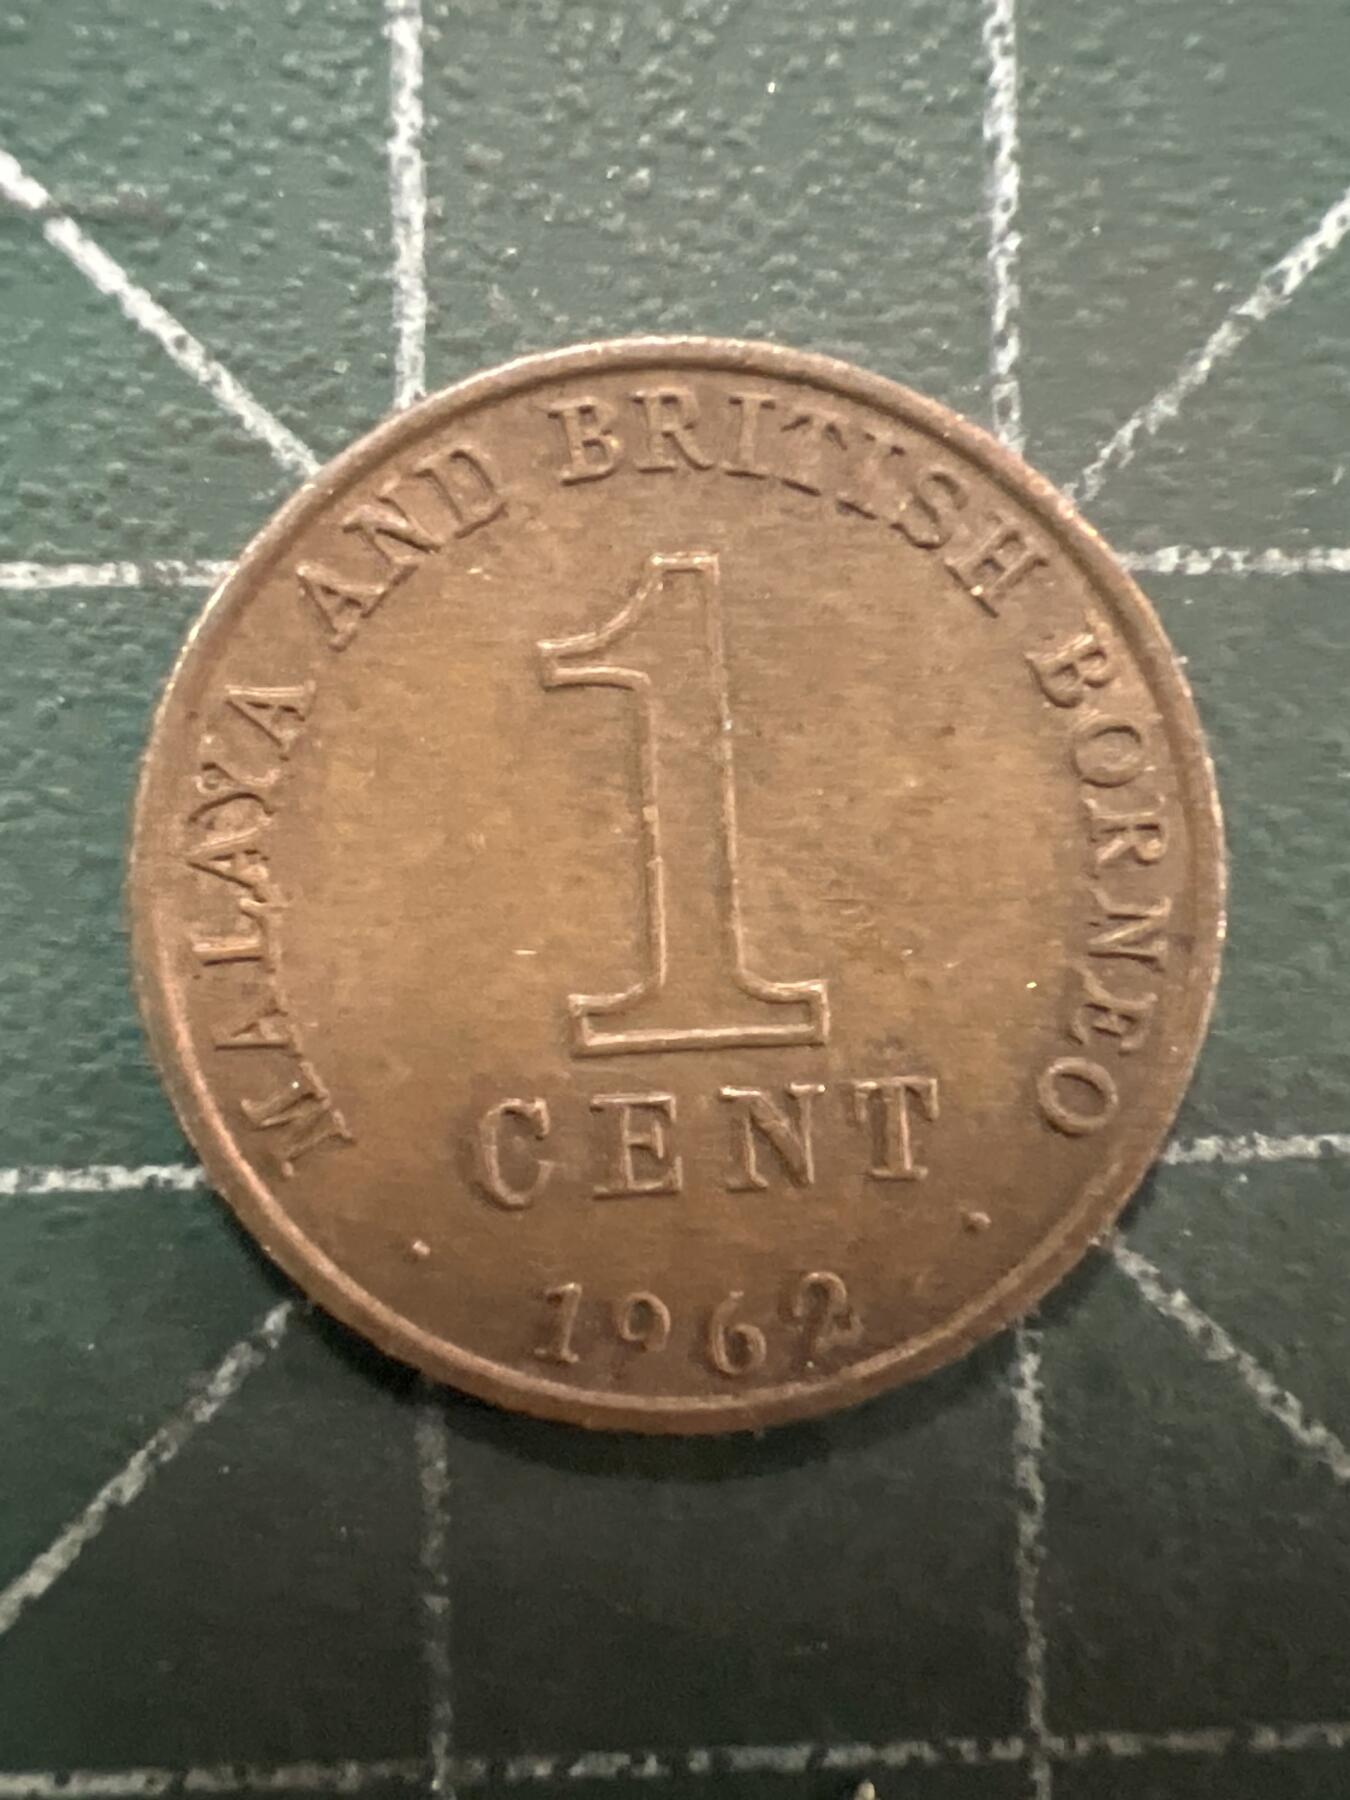 MALAYA AND BRITISH BORNEO
1
CENT
· 1962 ·